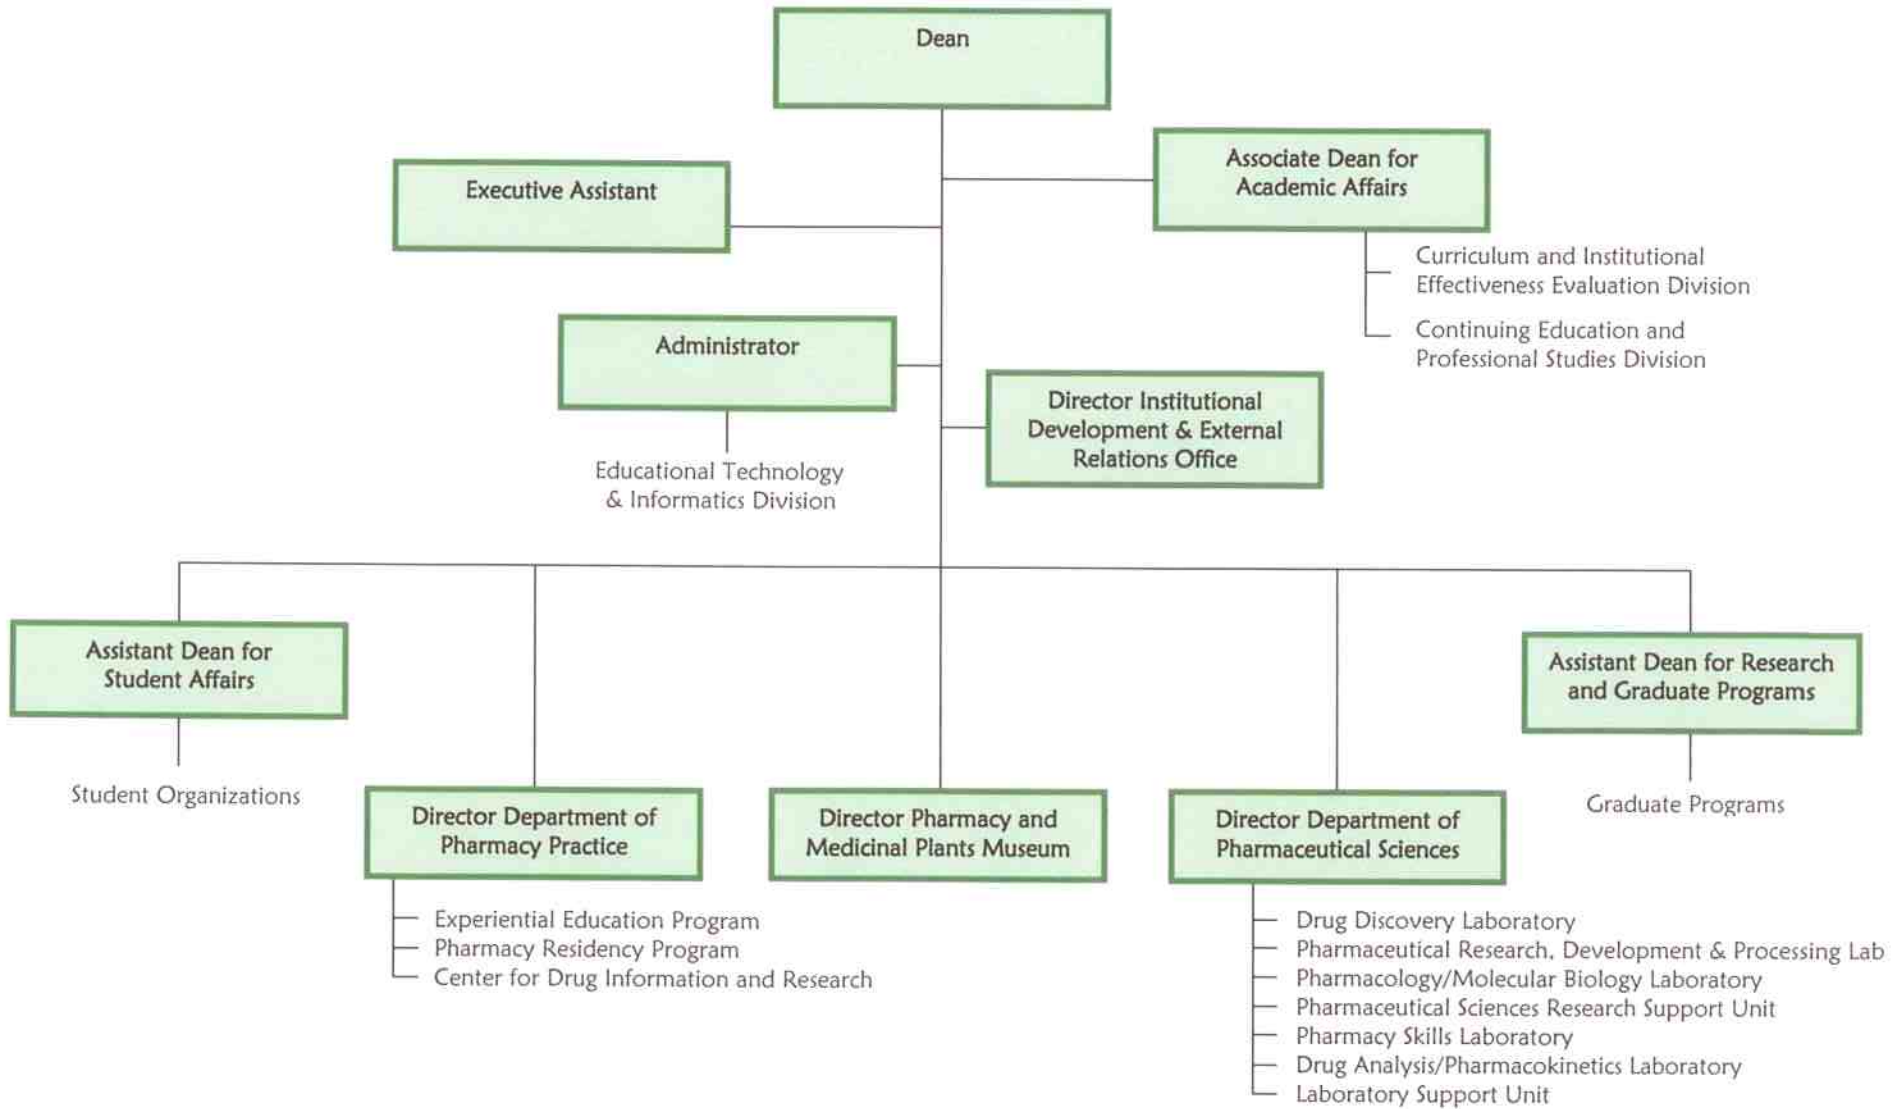 Dean
Associate Dean for
Academic Affairs
Executive Assistant
Curriculum and Institutional
Effectiveness Evaluation Division
Continuing Education and
Professional Studies Division
Administrator
Director Institutional
Development & External
Relations Office
Educational Technology
& Informatics Division
Assistant Dean for
Student Affairs
Assistant Dean for Research
and Graduate Programs
Student Organizations
Graduate Programs
Director Department of
Pharmacy Practice
Director Pharmacy and
Medicinal Plants Museum
Director Department of
Pharmaceutical Sciences
Experiential Education Program
Pharmacy Residency Program
Center for Drug Information and Research
Drug Discovery Laboratory
Pharmaceutical Research, Development & Processing Lab
Pharmacology/Molecular Biology Laboratory
Pharmaceutical Sciences Research Support Unit
Pharmacy Skills Laboratory
Drug Analysis/Pharmacokinetics Laboratory
Laboratory Support Unit